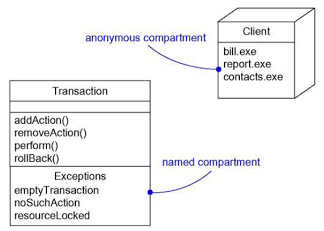 anonymous compartment
Client
bill.exe
report.exe
contacts.exe
Transaction
addAction()
removeAction()
perform()
rollBack()
Exceptions
emptyTransaction
noSuchAction
resourceLocked
named compartment